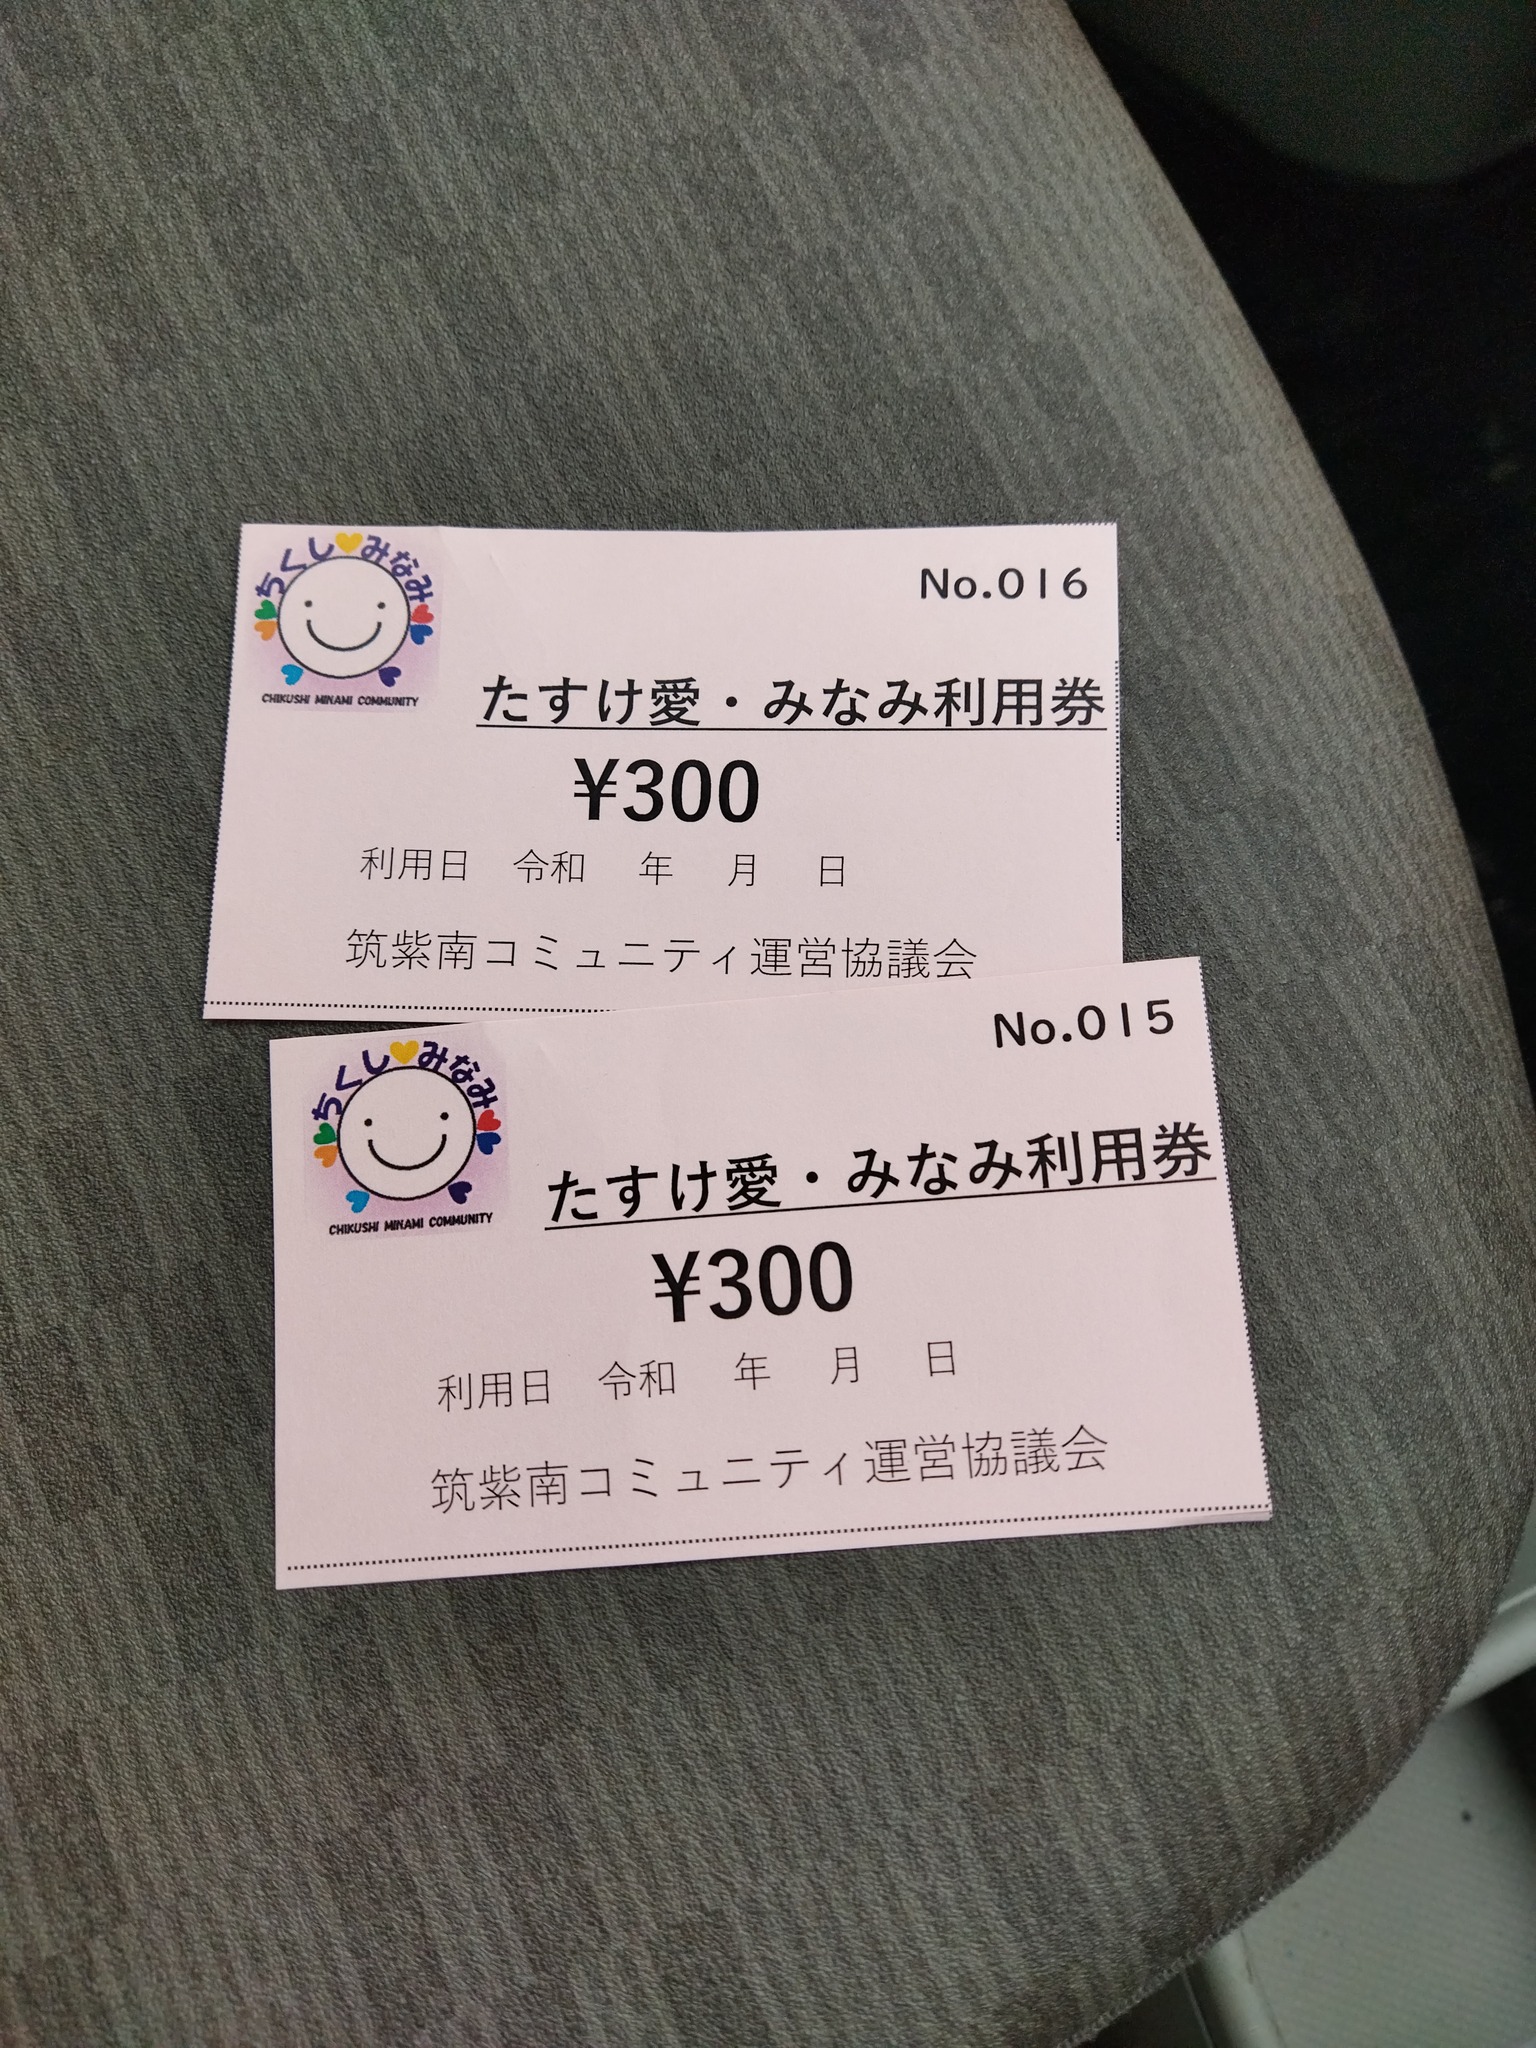 ちくし みなみ
CHIKUSHI MINAMI COMMUNITY
No.016
たすけ愛・みなみ利用券
¥300
利用日 令和 年 月 日
筑紫南コミュニティ運営協議会
ちくし みなみ
CHIKUSHI MINAMI COMMUNITY
No.015
たすけ愛・みなみ利用券
¥300
利用日 令和 年 月 日
筑紫南コミュニティ運営協議会